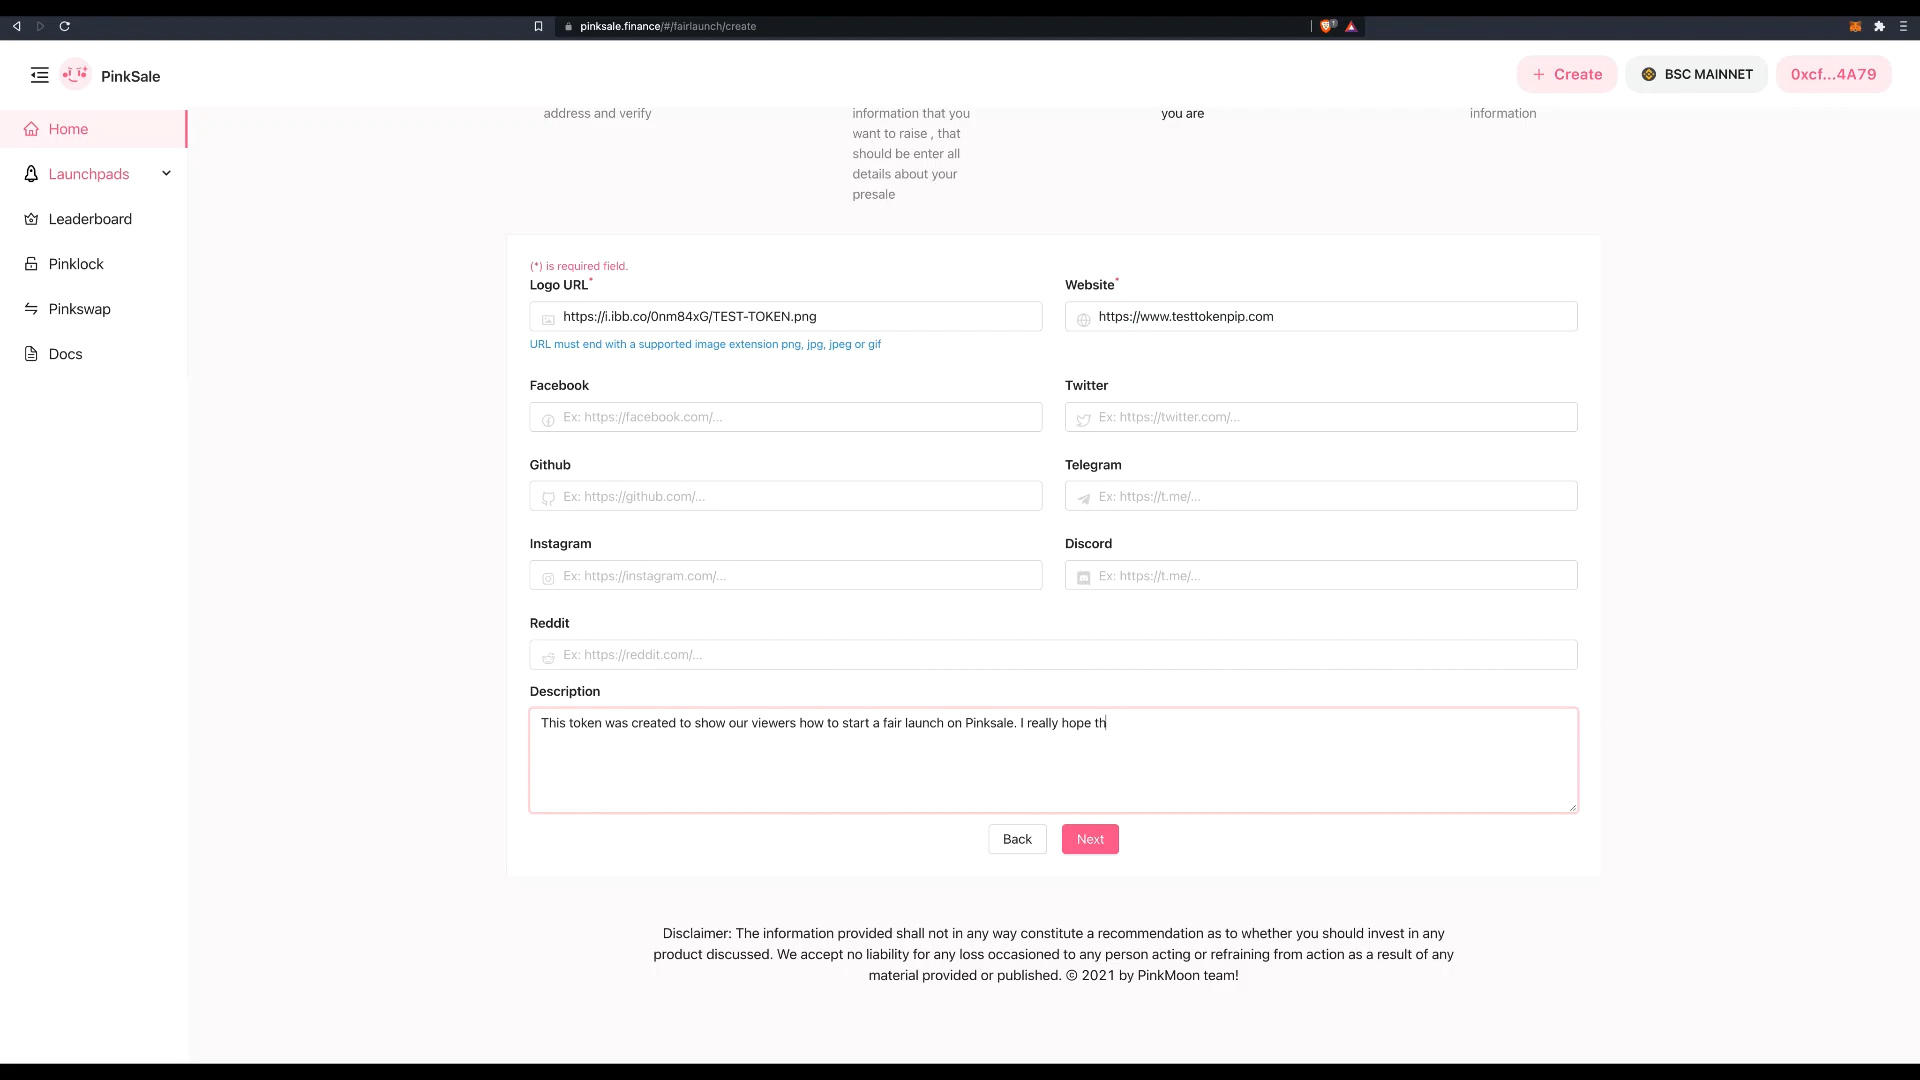 pinksale.finance/#/fairlaunch/create
1
PinkSale
Create
BSC MAINNET
0xcf...4A79
Home
Launchpads
Leaderboard
Pinklock
Pinkswap
Docs
address and verify
information that you
want to raise , that
should be enter all
details about your
presale
you are
information
(*) is required field.
Logo URL*
https://i.ibb.co/0nm84xG/TEST-TOKEN.png
URL must end with a supported image extension png, jpg, jpeg or gif
Website*
https://www.testtokenpip.com
Facebook
Ex: https://facebook.com/...
Twitter
Ex: https://twitter.com/...
Github
Ex: https://github.com/...
Telegram
Ex: https://t.me/...
Instagram
Ex: https://instagram.com/...
Discord
Ex: https://t.me/...
Reddit
Ex: https://reddit.com/...
Description
This token was created to show our viewers how to start a fair launch on Pinksale. I really hope th
Back
Next
Disclaimer: The information provided shall not in any way constitute a recommendation as to whether you should invest in any
product discussed. We accept no liability for any loss occasioned to any person acting or refraining from action as a result of any
material provided or published. © 2021 by PinkMoon team!